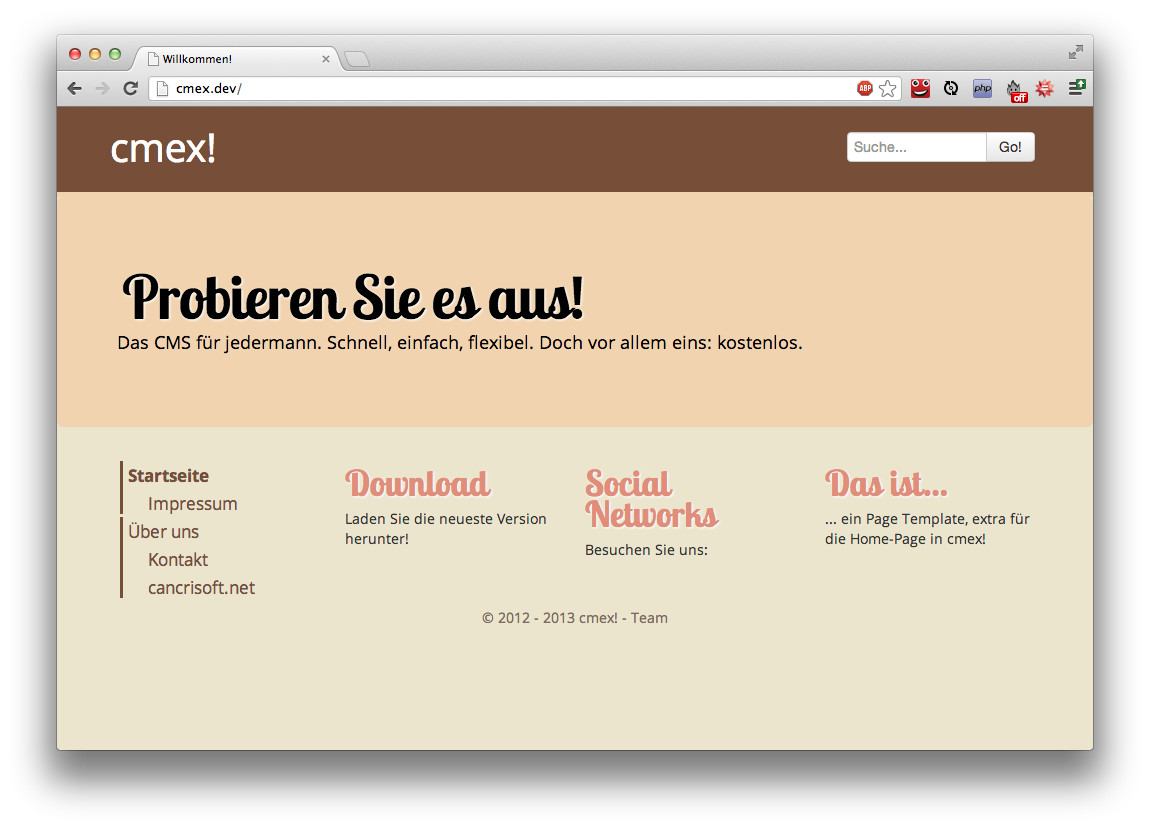 Willkommen!
cmex.dev/
ABP
php
off
cmex!
Suche...
Go!
Probieren Sie es aus!
Das CMS für jedermann. Schnell, einfach, flexibel. Doch vor allem eins: kostenlos.
Startseite
Impressum
Über uns
Kontakt
cancrisoft.net
Download
Laden Sie die neueste Version
herunter!
Social
Networks
Besuchen Sie uns:
Das ist...
... ein Page Template, extra für
die Home-Page in cmex!
© 2012 - 2013 cmex! - Team